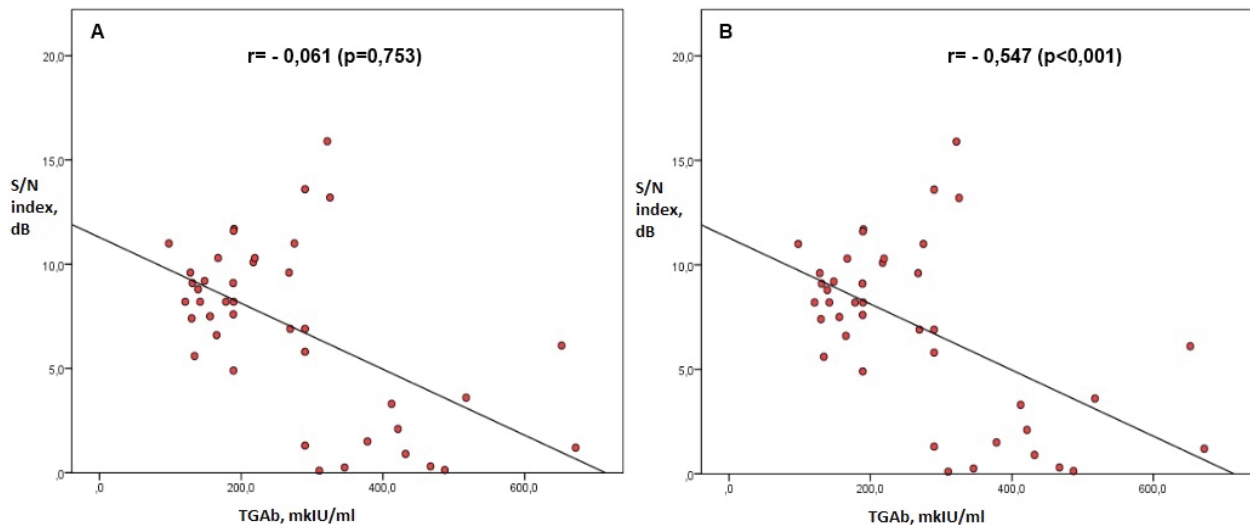 A
r= - 0,061 (p=0,753)
20,0
15,0
S/N
index,
dB
10,0
5,0
,0
,0
200,0
400,0
600,0
TGAb, mkIU/ml
B
r= - 0,547 (p<0,001)
20,0
15,0
S/N
index,
dB
10,0
5,0
,0
,0
200,0
400,0
600,0
TGAb, mkIU/ml